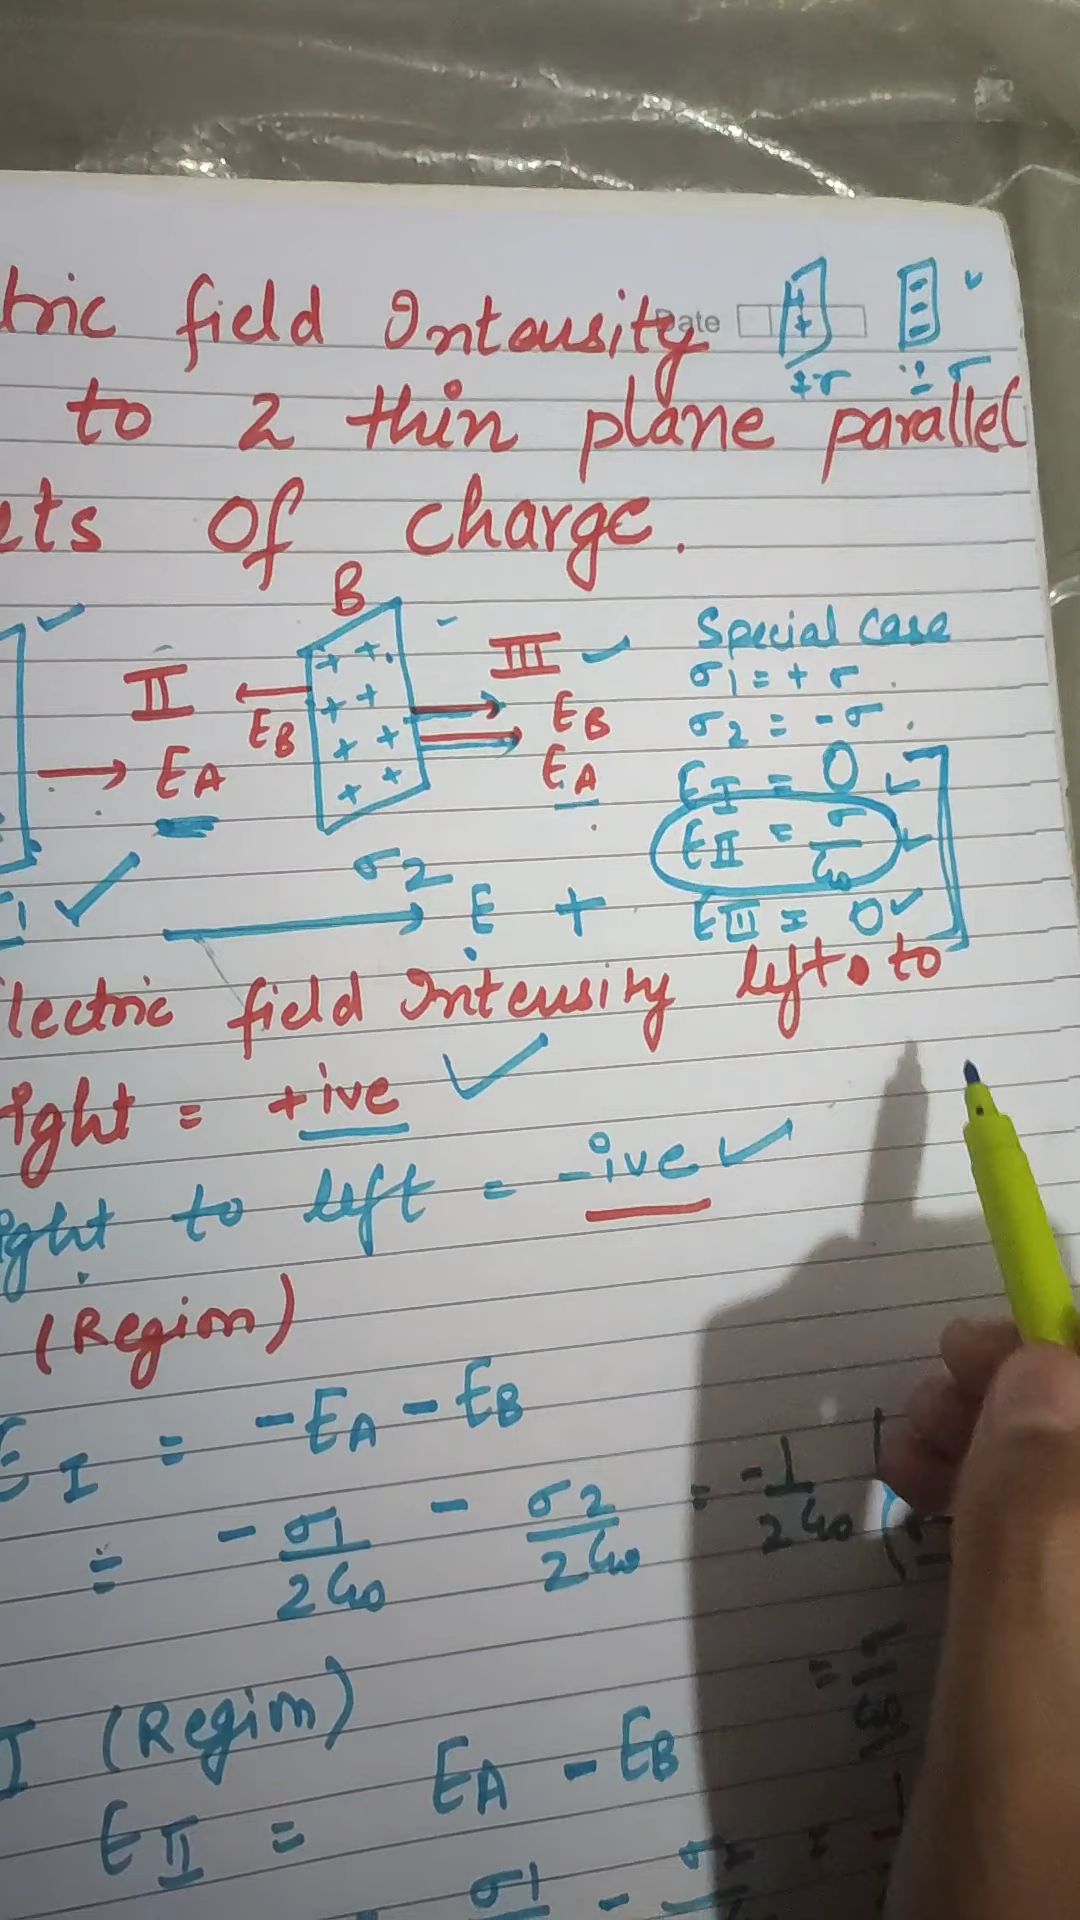 tric field Intensity
Date
+σ
- σ
to 2 thin plane parallel
ets of charge.
B
II
EB
EA
III
EB
EA
Special Case
σ1 = + σ
σ2 = - σ
EI = 0
EII = σ/ε0
EIII = 0
σ2
E +
lectric field Intensity left to
ight = +ive
ight to left = -ive
(Region)
EI = -EA - EB
= - σ1/2ε0 - σ2/2ε0 = -1/2ε0
I (Region)
EII = EA - EB
σ1 - σ2